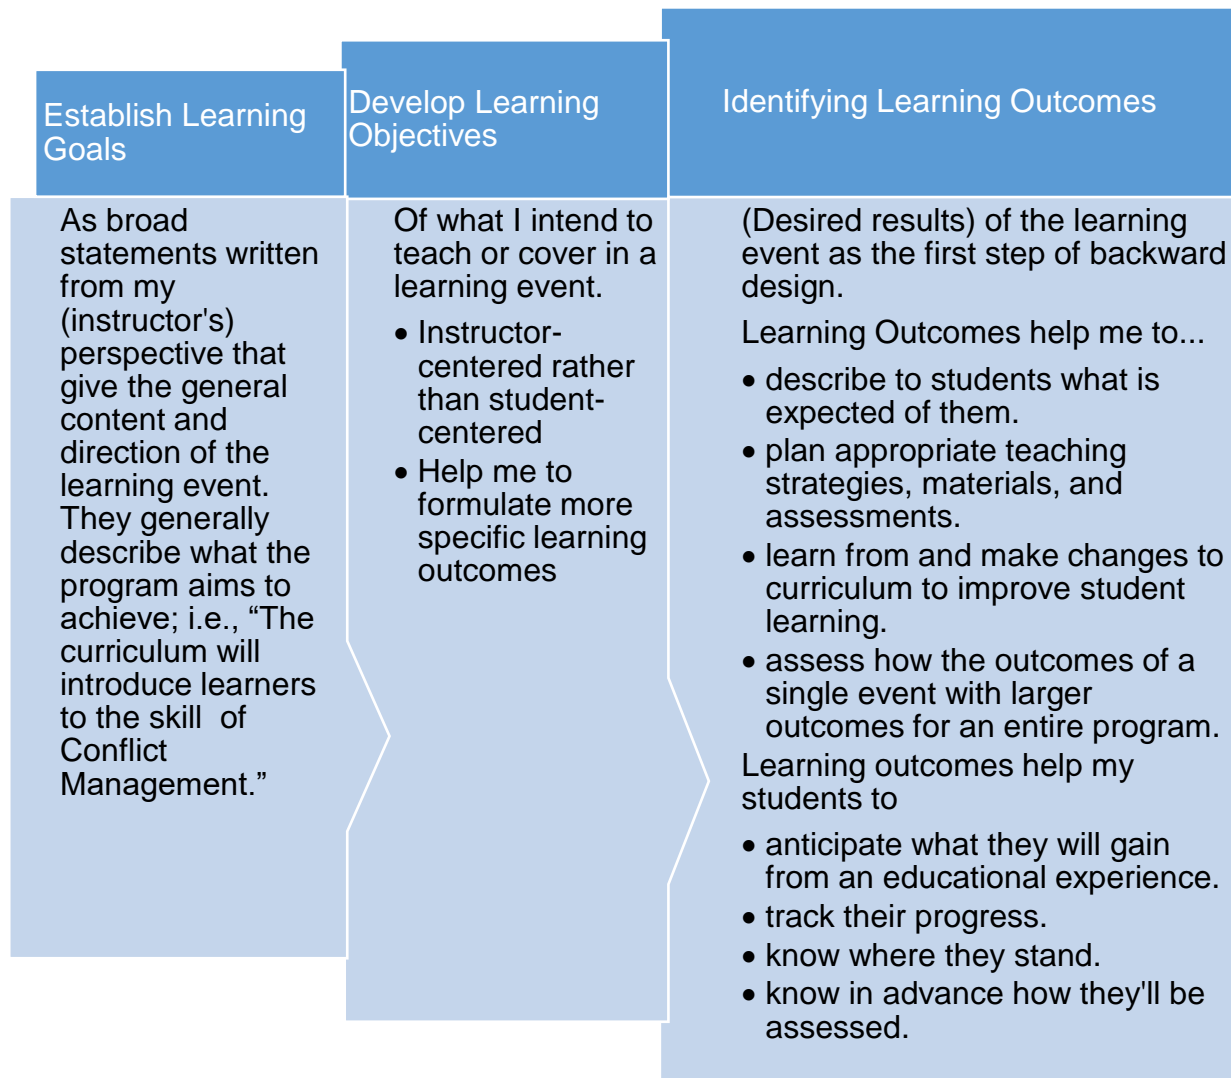 Establish Learning
Goals
As broad
statements written
from my
(instructor's)
perspective that
give the general
content and
direction of the
learning event.
They generally
describe what the
program aims to
achieve; i.e., “The
curriculum will
introduce learners
to the skill  of
Conflict
Management.”
Develop Learning
Objectives
Of what I intend to
teach or cover in a
learning event.
• Instructor-
centered rather
than student-
centered
• Help me to
formulate more
specific learning
outcomes
Identifying Learning Outcomes
(Desired results) of the learning
event as the first step of backward
design.
Learning Outcomes help me to...
• describe to students what is
expected of them.
• plan appropriate teaching
strategies, materials, and
assessments.
• learn from and make changes to
curriculum to improve student
learning.
• assess how the outcomes of a
single event with larger
outcomes for an entire program.
Learning outcomes help my
students to
• anticipate what they will gain
from an educational experience.
• track their progress.
• know where they stand.
• know in advance how they'll be
assessed.